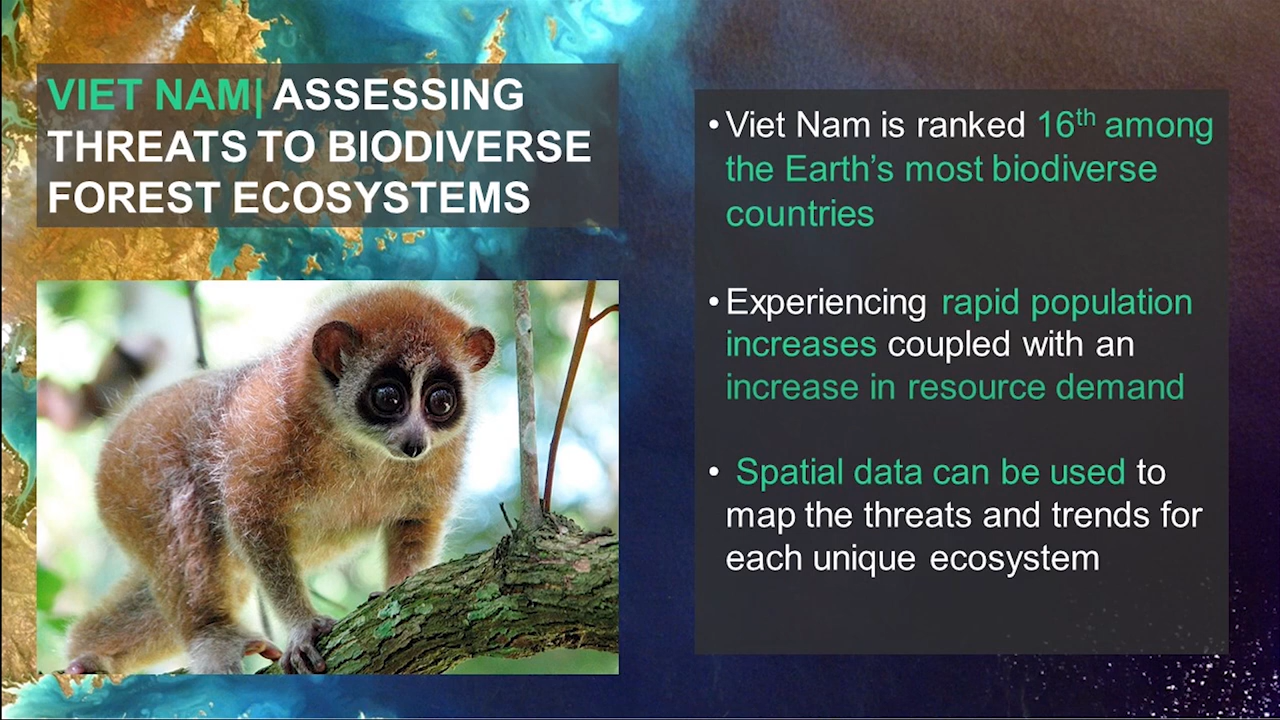 VIET NAM| ASSESSING
THREATS TO BIODIVERSE
FOREST ECOSYSTEMS
• Viet Nam is ranked 16th among
the Earth's most biodiverse
countries
• Experiencing rapid population
increases coupled with an
increase in resource demand
• Spatial data can be used to
map the threats and trends for
each unique ecosystem